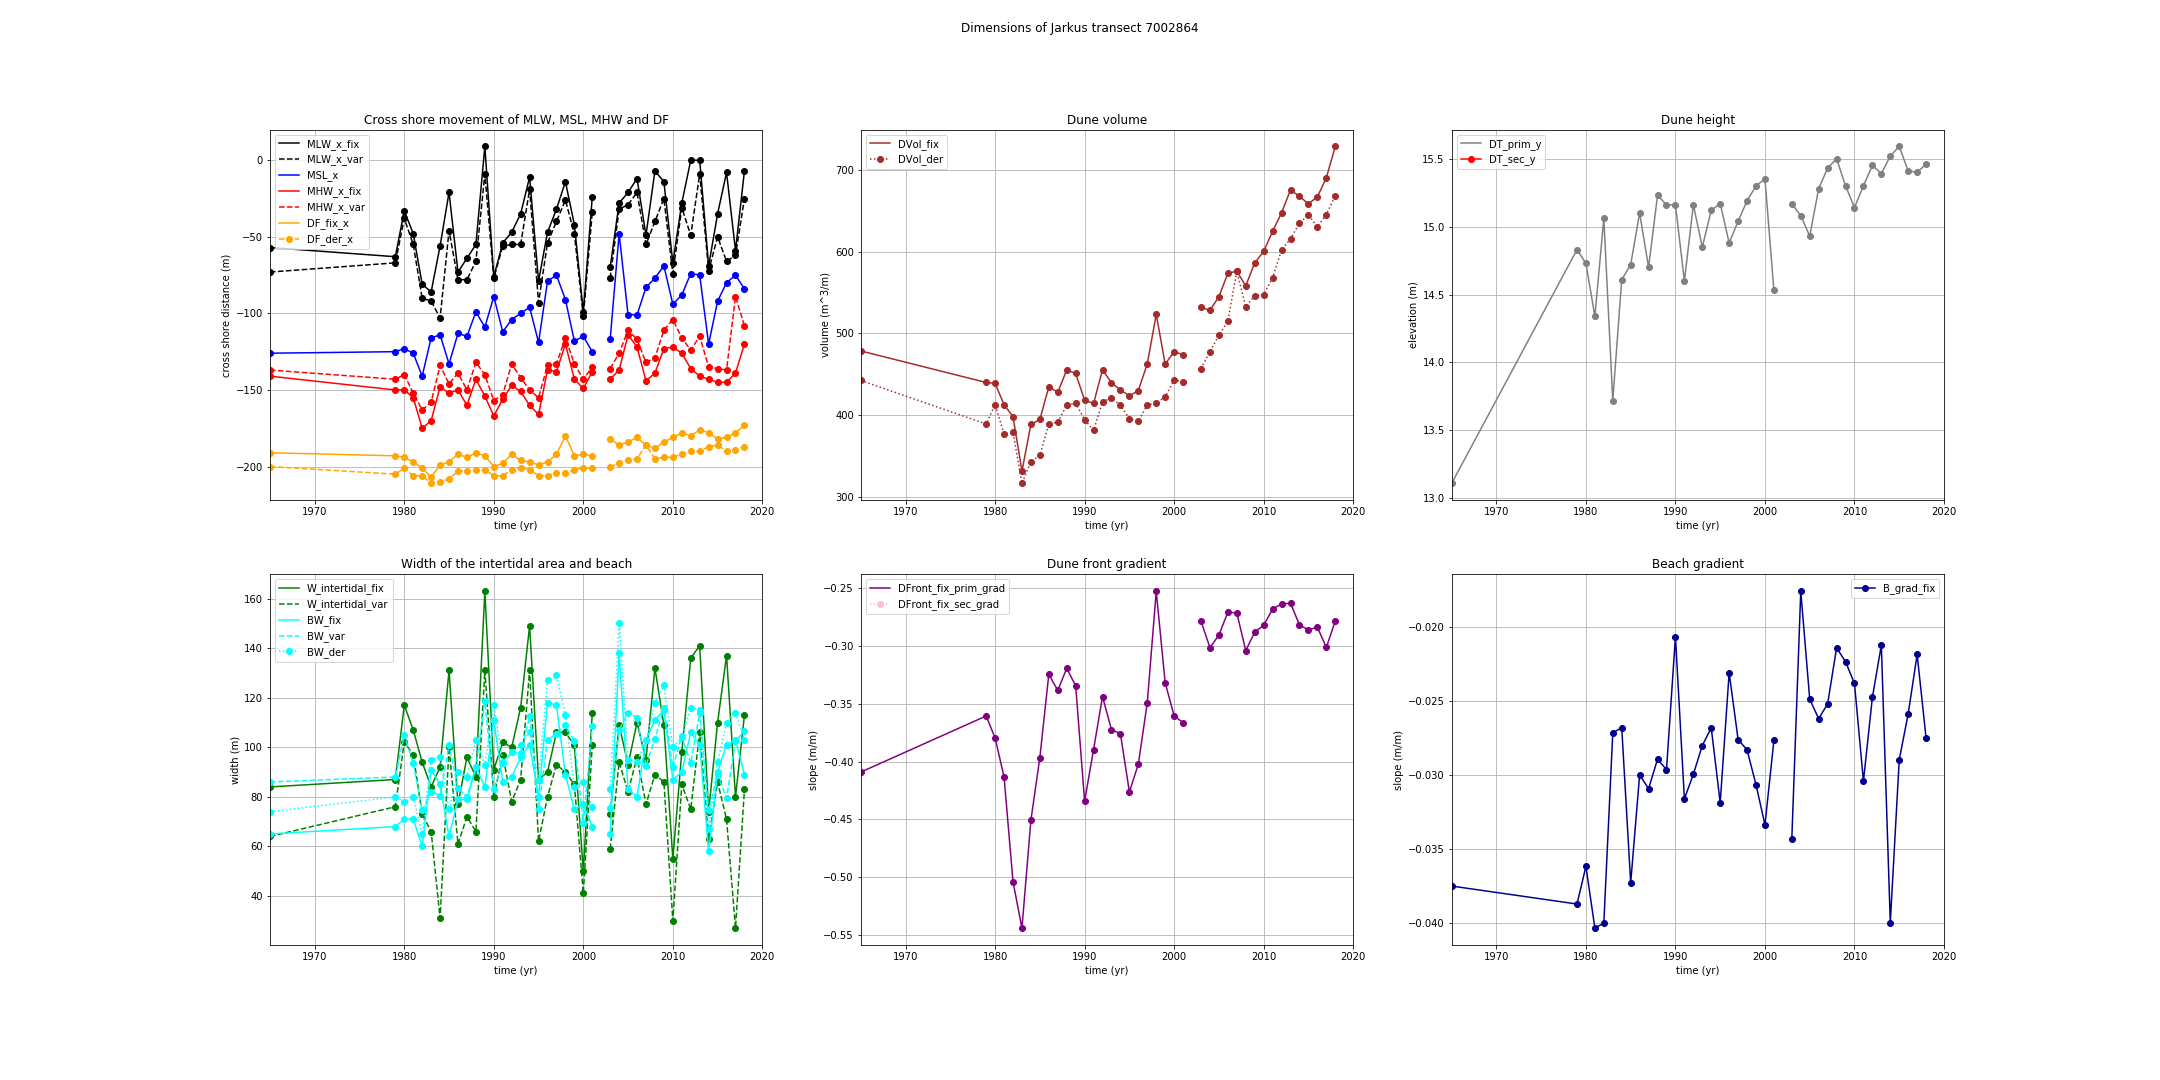 Dimensions of Jarkus transect 7002864
Cross shore movement of MLW, MSL, MHW and DF
MLW_x_fix
MLW_x_var
MSL_x
MHW_x_fix
MHW_x_var
DF_fix_x
DF_der_x
0
−50
−100
−150
−200
cross shore distance (m)
1970 1980 1990 2000 2010 2020
time (yr)
Dune volume
DVol_fix
DVol_der
700
600
500
400
300
volume (m^3/m)
1970 1980 1990 2000 2010 2020
time (yr)
Dune height
DT_prim_y
DT_sec_y
15.5
15.0
14.5
14.0
13.5
13.0
elevation (m)
1970 1980 1990 2000 2010 2020
time (yr)
Width of the intertidal area and beach
W_intertidal_fix
W_intertidal_var
BW_fix
BW_var
BW_der
160
140
120
100
80
60
40
width (m)
1970 1980 1990 2000 2010 2020
time (yr)
Dune front gradient
DFront_fix_prim_grad
DFront_fix_sec_grad
−0.25
−0.30
−0.35
−0.40
−0.45
−0.50
−0.55
slope (m/m)
1970 1980 1990 2000 2010 2020
time (yr)
Beach gradient
B_grad_fix
−0.020
−0.025
−0.030
−0.035
−0.040
slope (m/m)
1970 1980 1990 2000 2010 2020
time (yr)